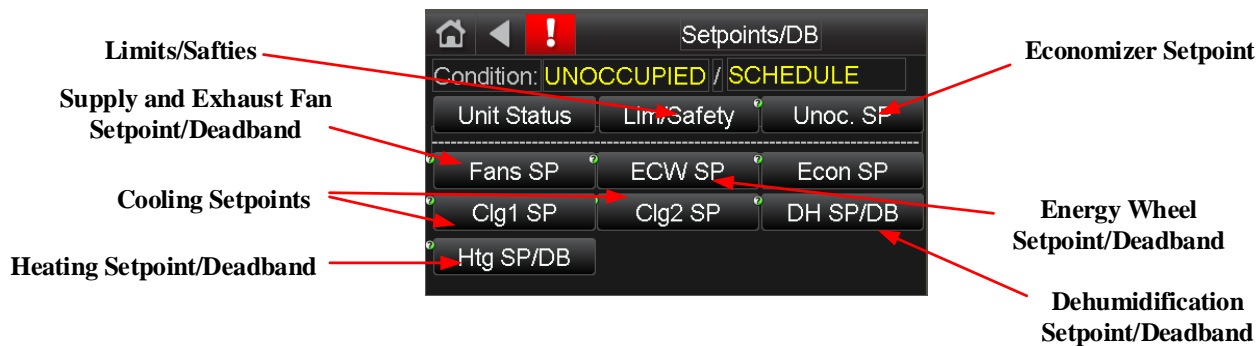 Setpoints/DB
Limits/Safties
Economizer Setpoint
Condition: UNOCCUPIED / SCHEDULE
Supply and Exhaust Fan
Setpoint/Deadband
Unit Status Lim/Safety Unoc. SP
Fans SP ECW SP Econ SP
Cooling Setpoints
Clg1 SP Clg2 SP DH SP/DB
Energy Wheel
Setpoint/Deadband
Heating Setpoint/Deadband
Htg SP/DB
Dehumidification
Setpoint/Deadband